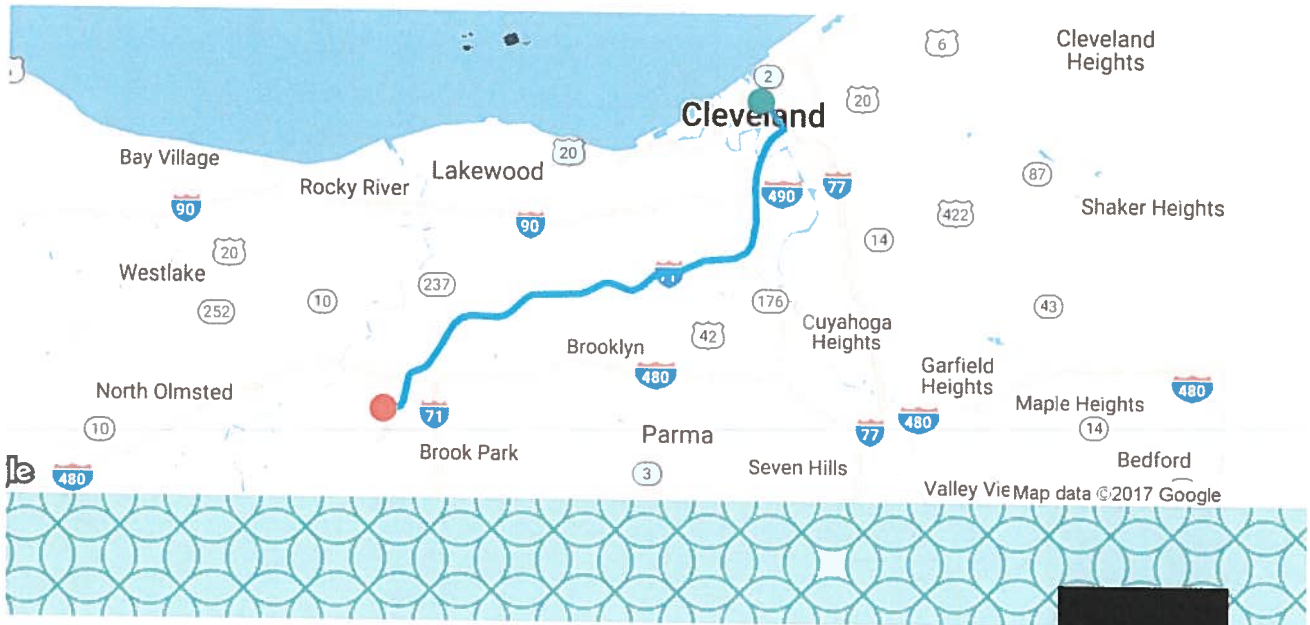 6
Cleveland
Heights
2
20
Cleveland
20
Bay Village
Lakewood
Rocky River
87
90
490
77
422
Shaker Heights
90
14
20
Westlake
237
252
10
176
43
Cuyahoga
Heights
42
Brooklyn
Garfield
Heights
480
480
North Olmsted
Maple Heights
71
10
77
480
14
Parma
Brook Park
Bedford
Seven Hills
3
480
le
Valley Vie
Map data ©2017 Google